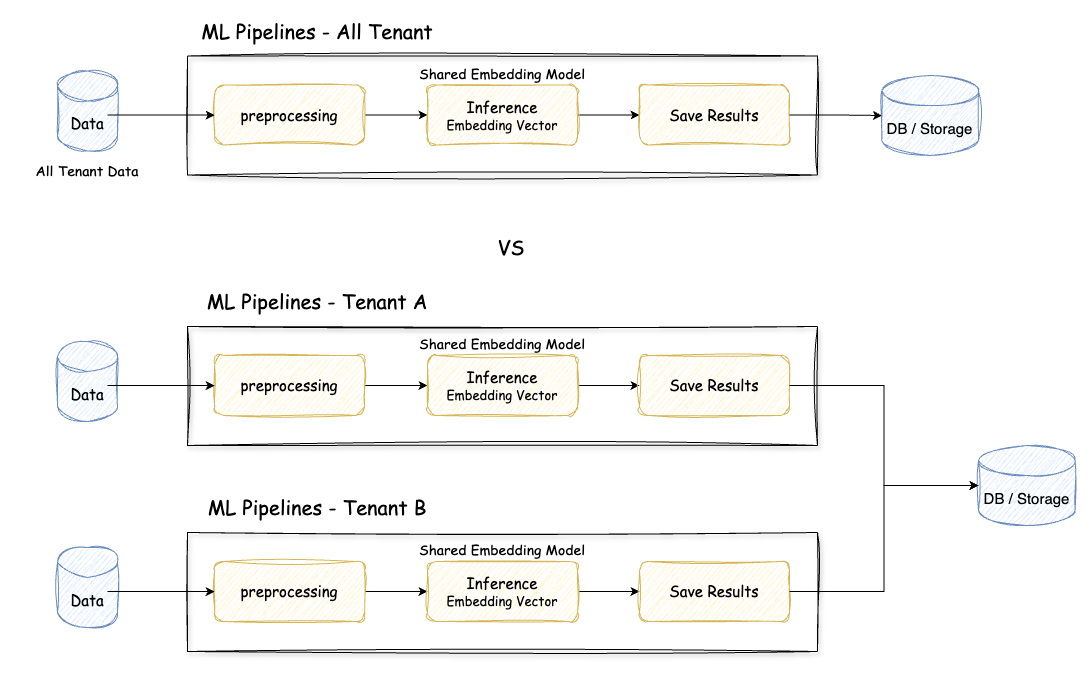 ML Pipelines - All Tenant
Shared Embedding Model
Data
preprocessing
Inference
Embedding Vector
Save Results
DB / Storage
All Tenant Data
VS
ML Pipelines - Tenant A
Shared Embedding Model
Data
preprocessing
Inference
Embedding Vector
Save Results
DB / Storage
ML Pipelines - Tenant B
Shared Embedding Model
Data
preprocessing
Inference
Embedding Vector
Save Results